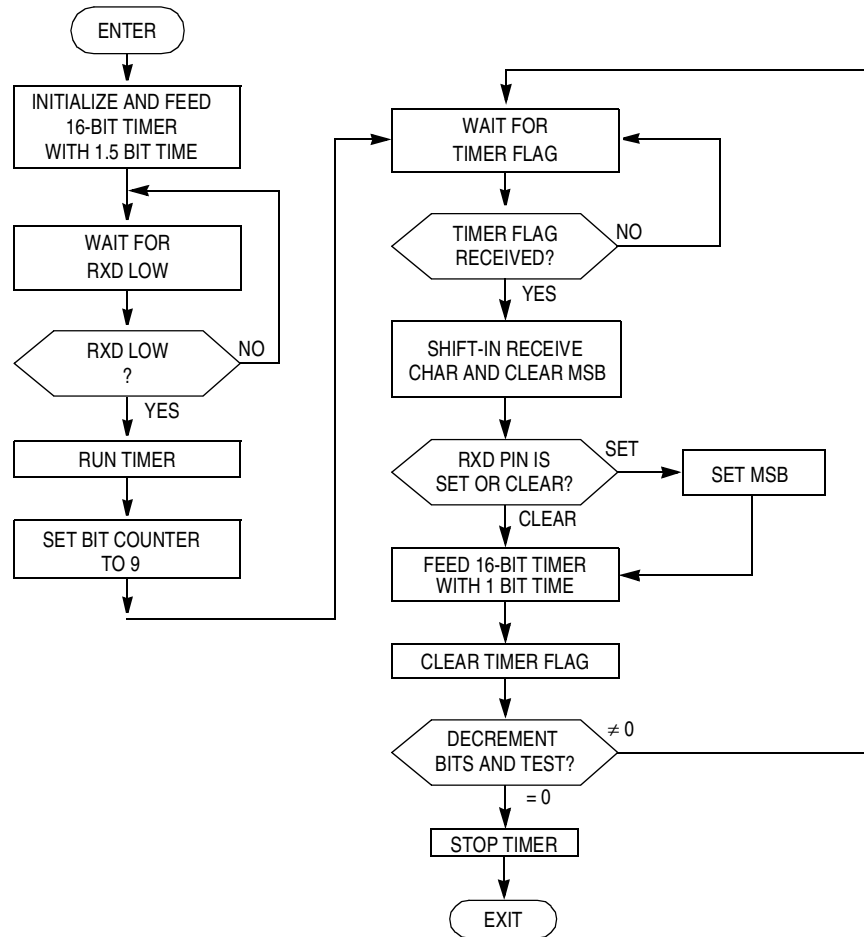 ENTER
INITIALIZE AND FEED
16-BIT TIMER
WITH 1.5 BIT TIME
WAIT FOR
RXD LOW
RXD LOW
?
NO
YES
RUN TIMER
SET BIT COUNTER
TO 9
WAIT FOR
TIMER FLAG
TIMER FLAG
RECEIVED?
NO
YES
SHIFT-IN RECEIVE
CHAR AND CLEAR MSB
RXD PIN IS
SET OR CLEAR?
SET
SET MSB
CLEAR
FEED 16-BIT TIMER
WITH 1 BIT TIME
CLEAR TIMER FLAG
DECREMENT
BITS AND TEST?
≠ 0
= 0
STOP TIMER
EXIT